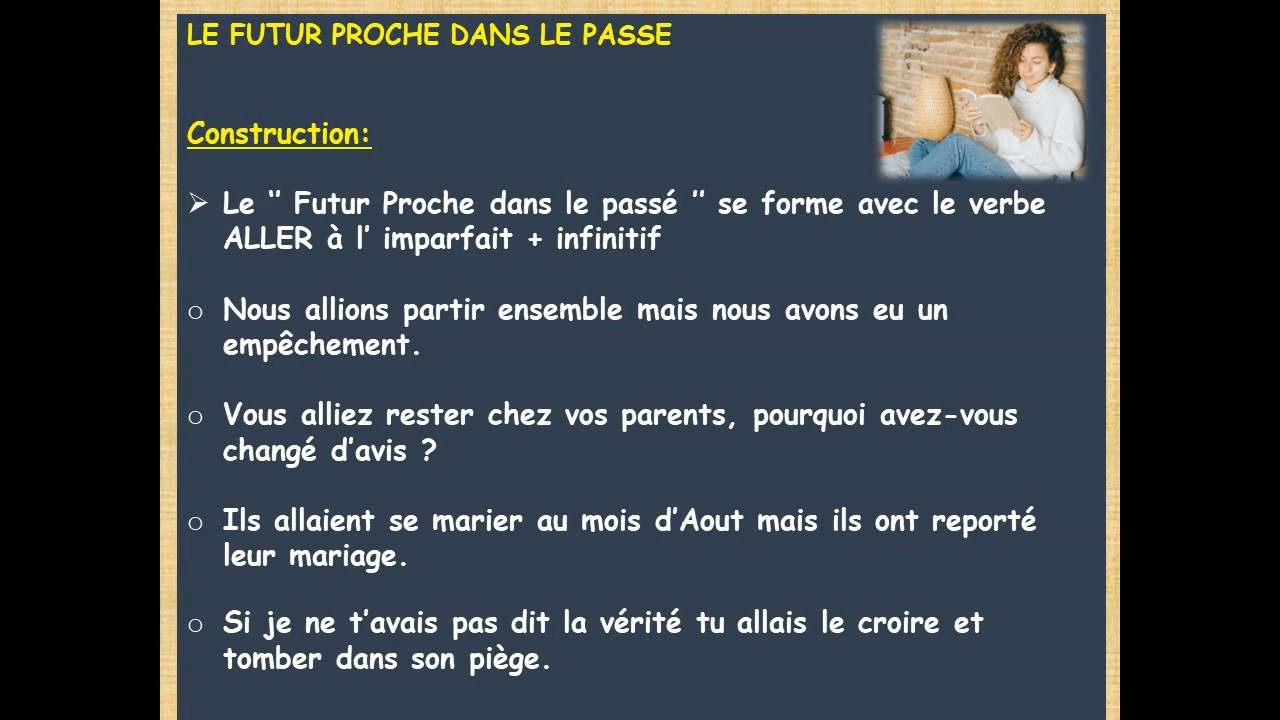 LE FUTUR PROCHE DANS LE PASSE
Construction:
➢ Le ‘’ Futur Proche dans le passé ’’ se forme avec le verbe
ALLER à l’ imparfait + infinitif
o Nous allions partir ensemble mais nous avons eu un
empêchement.
o Vous alliez rester chez vos parents, pourquoi avez-vous
changé d’avis ?
o Ils allaient se marier au mois d’Aout mais ils ont reporté
leur mariage.
o Si je ne t’avais pas dit la vérité tu allais le croire et
tomber dans son piège.